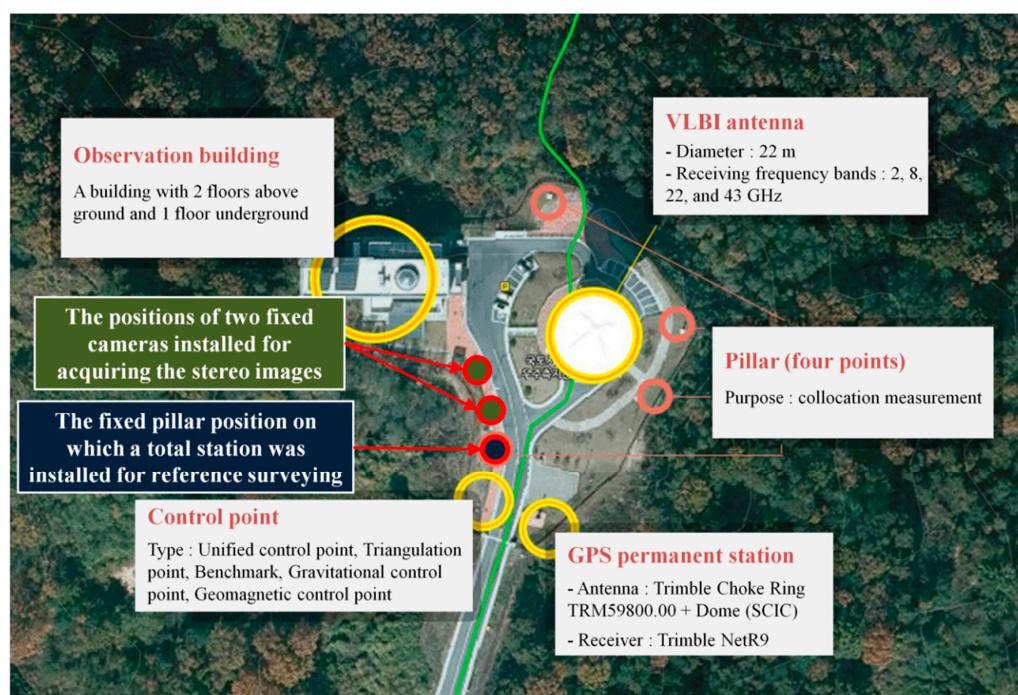 VLBI antenna
- Diameter : 22 m
- Receiving frequency bands : 2, 8,
22, and 43 GHz
Observation building
A building with 2 floors above
ground and 1 floor underground
P
The positions of two fixed
cameras installed for
acquiring the stereo images
Pillar (four points)
Purpose : collocation measurement
The fixed pillar position on
which a total station was
installed for reference surveying
Control point
Type : Unified control point, Triangulation
point, Benchmark, Gravitational control
point, Geomagnetic control point
GPS permanent station
- Antenna : Trimble Choke Ring
TRM59800.00 + Dome (SCIC)
- Receiver : Trimble NetR9